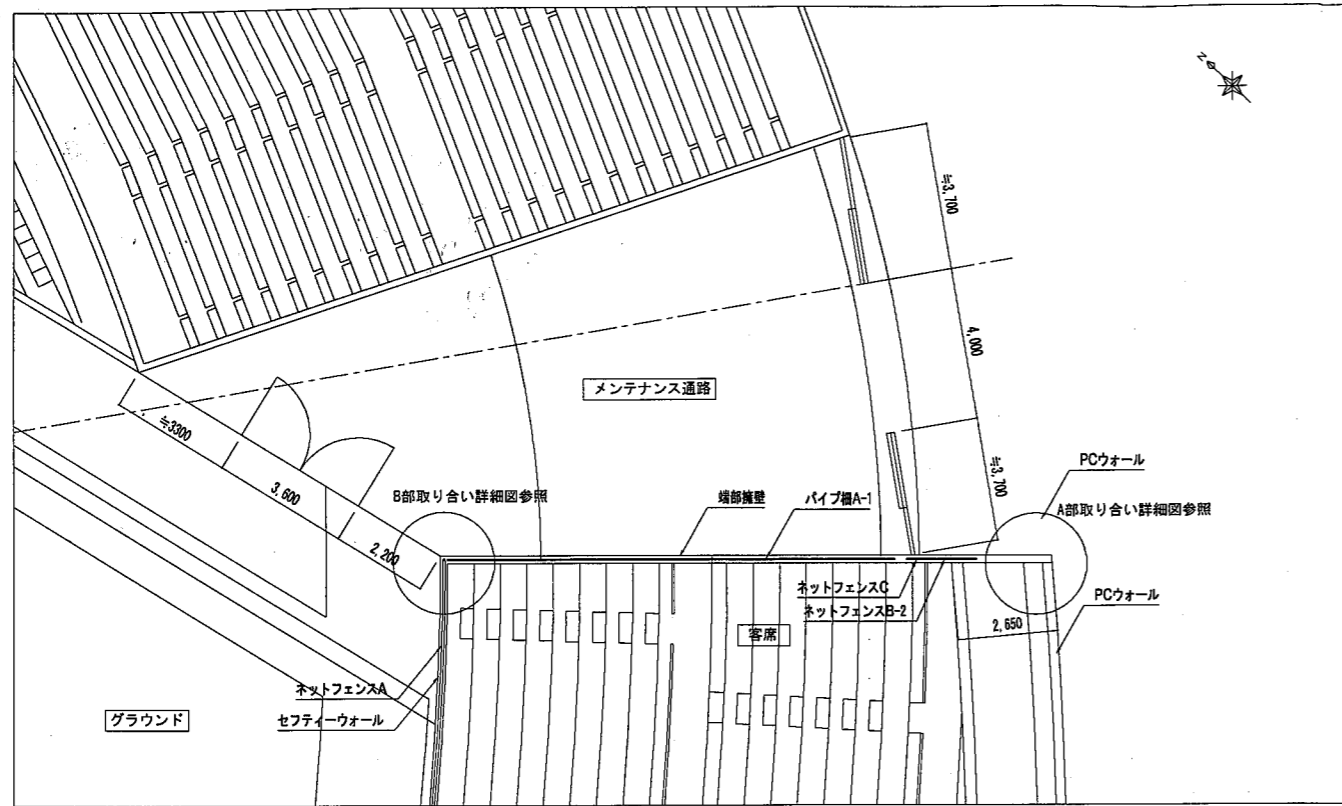 N
≒3,700
4,000
メンテナンス通路
≒3300
3,600
2,200
≒3,700
PCウォール
B部取り合い詳細図参照
端部擁壁
パイプ柵A-1
A部取り合い詳細図参照
ネットフェンスC
ネットフェンスB-2
PCウォール
客席
2,650
ネットフェンスA
セフティーウォール
グラウンド